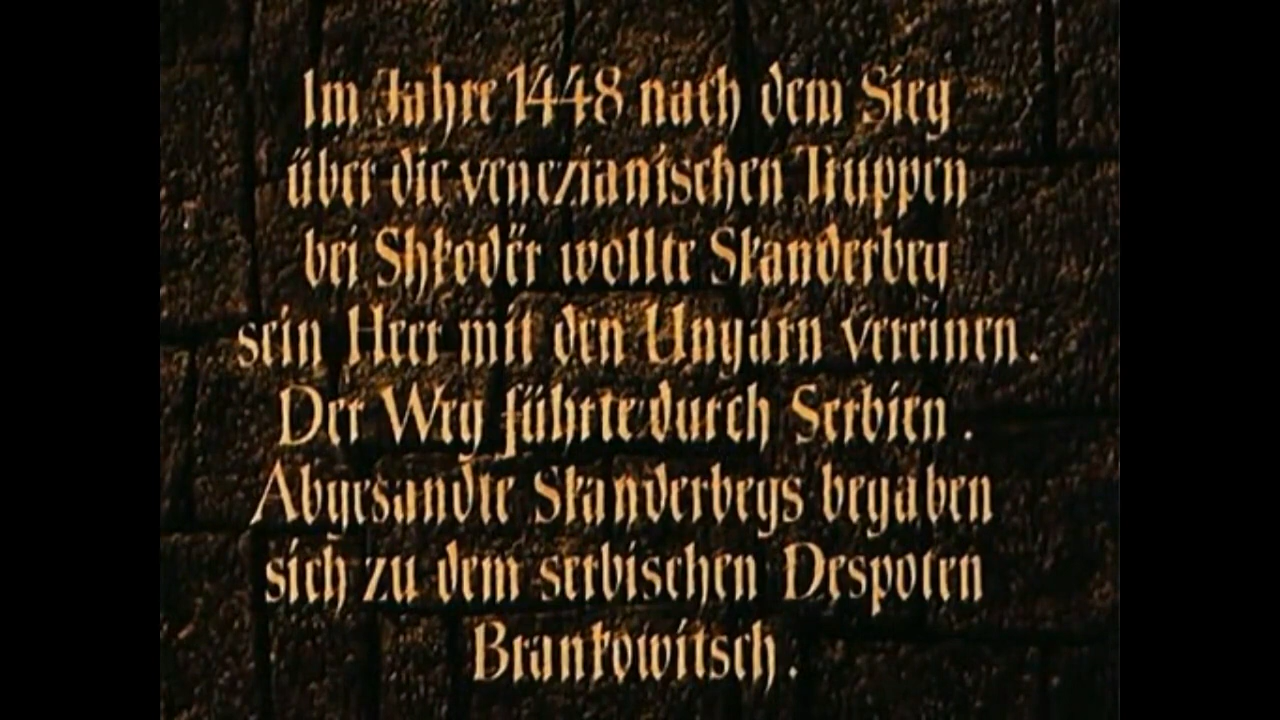 Im Jahre 1448 nach dem Sieg
über die venezianischen Truppen
bei Shkodër wollte Skanderbeg
sein Heer mit den Ungarn vereinen.
Der Weg führte durch Serbien.
Abgesandte Skanderbegs begaben
sich zu dem serbischen Despoten
Brankowitsch.